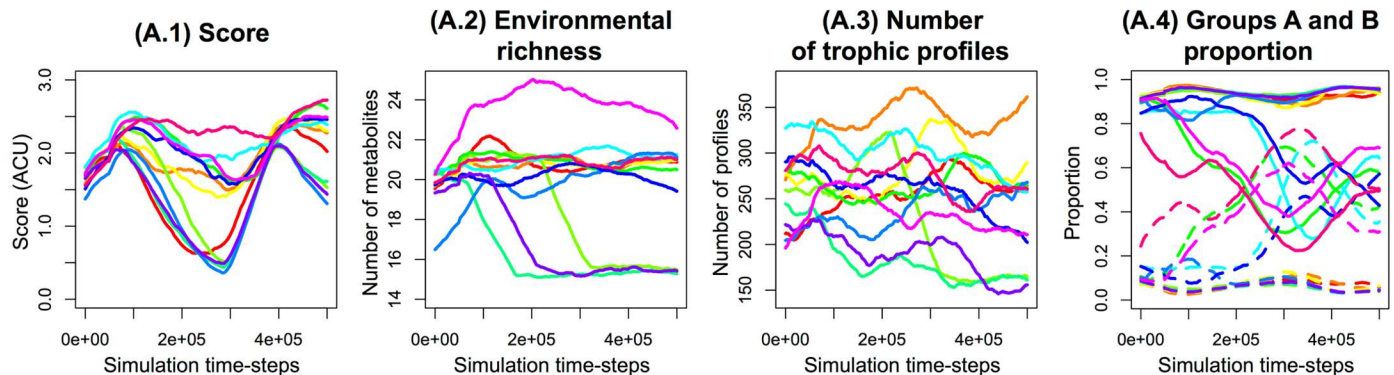 (A.1) Score
(A.2) Environmental
richness
(A.3) Number
of trophic profiles
(A.4) Groups A and B
proportion
Score (ACU)
0.0
1.0
2.0
3.0
0e+00
2e+05
4e+05
Simulation time-steps
Number of metabolites
14
16
18
20
22
24
0e+00
2e+05
4e+05
Simulation time-steps
Number of profiles
150
200
250
300
350
0e+00
2e+05
4e+05
Simulation time-steps
Proportion
0.0
0.2
0.4
0.6
0.8
1.0
0e+00
2e+05
4e+05
Simulation time-steps